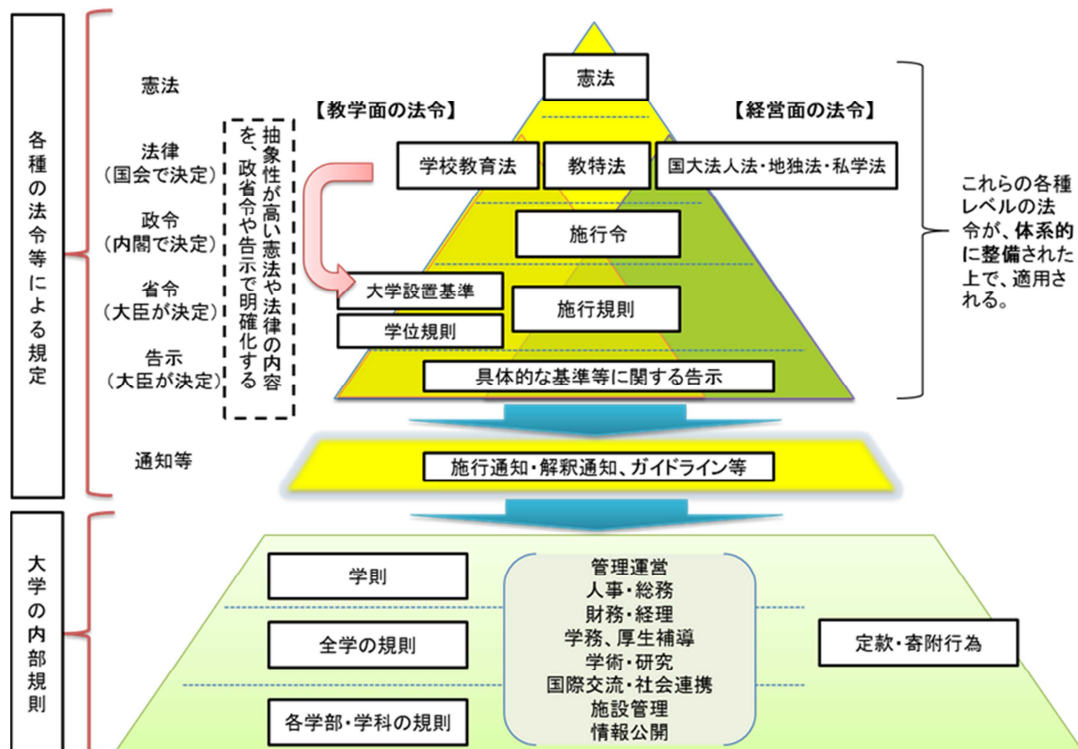 各種の法令等による規定
憲法
法律
(国会で決定)
政令
(内閣で決定)
省令
(大臣が決定)
告示
(大臣が決定)
通知等
抽象性が高い憲法や法律の内容
を、政省令や告示で明確化する
【教学面の法令】
【経営面の法令】
憲法
学校教育法
教特法
国大法人法・地独法・私学法
施行令
大学設置基準
学位規則
施行規則
具体的な基準等に関する告示
これらの各種
レベルの法
令が、体系的
に整備された
上で、適用さ
れる。
施行通知・解釈通知、ガイドライン等
大学の内部規則
学則
全学の規則
各学部・学科の規則
管理運営
人事・総務
財務・経理
学務、厚生補導
学術・研究
国際交流・社会連携
施設管理
情報公開
定款・寄附行為